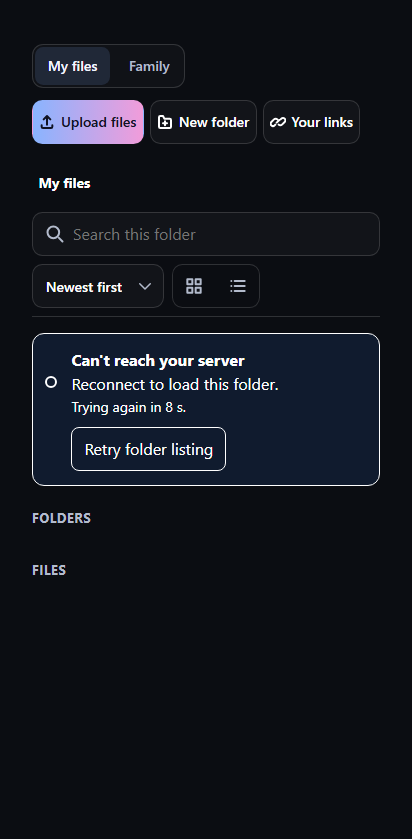 My files Family
Upload files New folder Your links
My files
Search this folder
Newest first
Can't reach your server
Reconnect to load this folder.
Trying again in 8 s.
Retry folder listing
FOLDERS
FILES